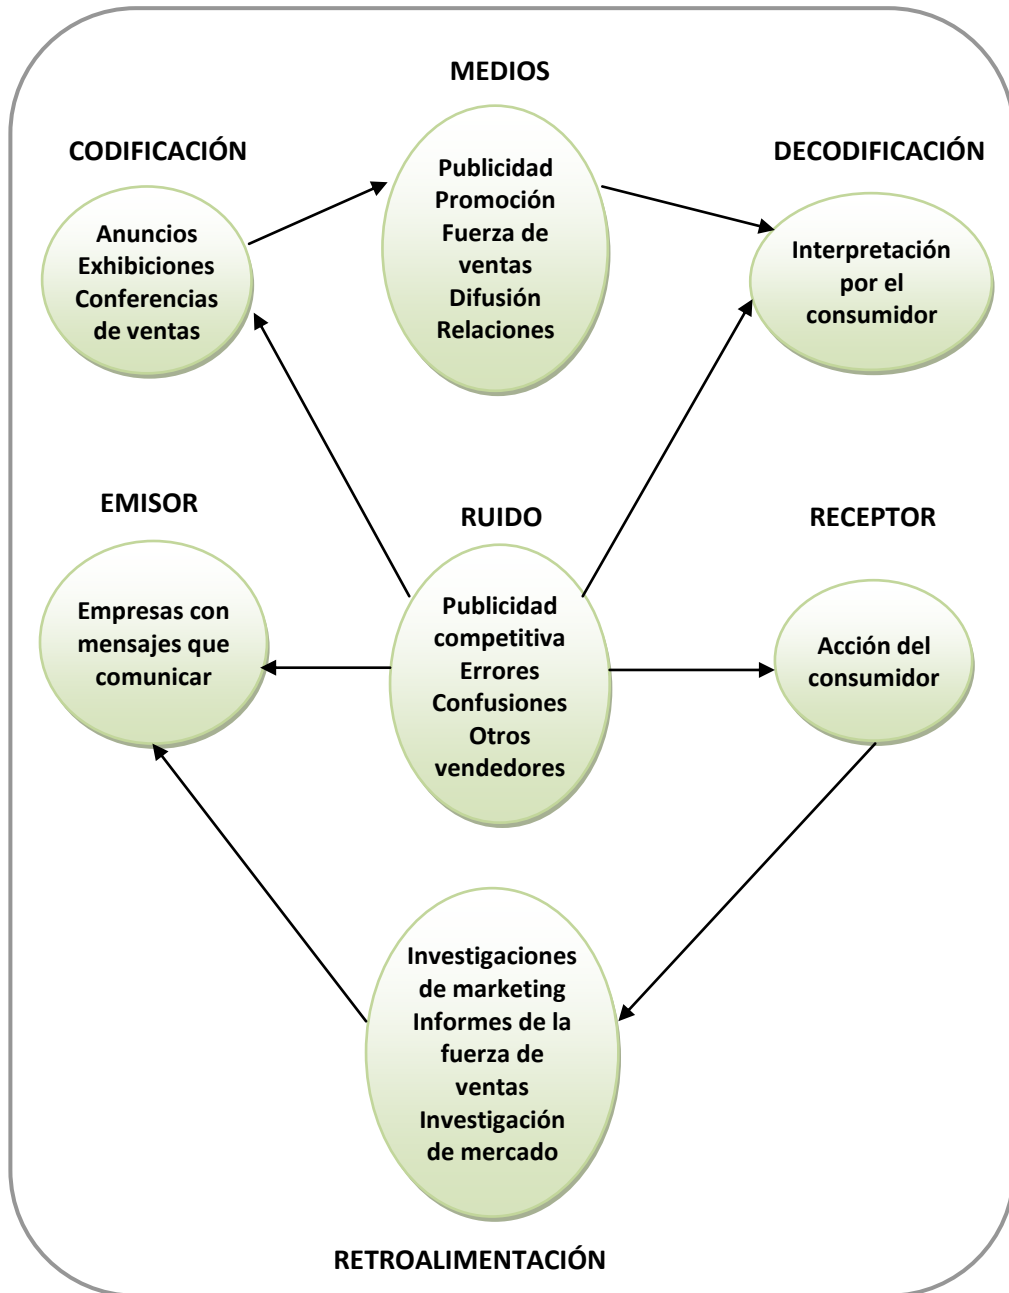 MEDIOS
CODIFICACIÓN
DECODIFICACIÓN
Publicidad
Promoción
Fuerza de
ventas
Difusión
Relaciones
Anuncios
Exhibiciones
Conferencias
de ventas
Interpretación
por el
consumidor
EMISOR
RUIDO
RECEPTOR
Empresas con
mensajes que
comunicar
Publicidad
competitiva
Errores
Confusiones
Otros
vendedores
Acción del
consumidor
Investigaciones
de marketing
Informes de la
fuerza de
ventas
Investigación
de mercado
RETROALIMENTACIÓN